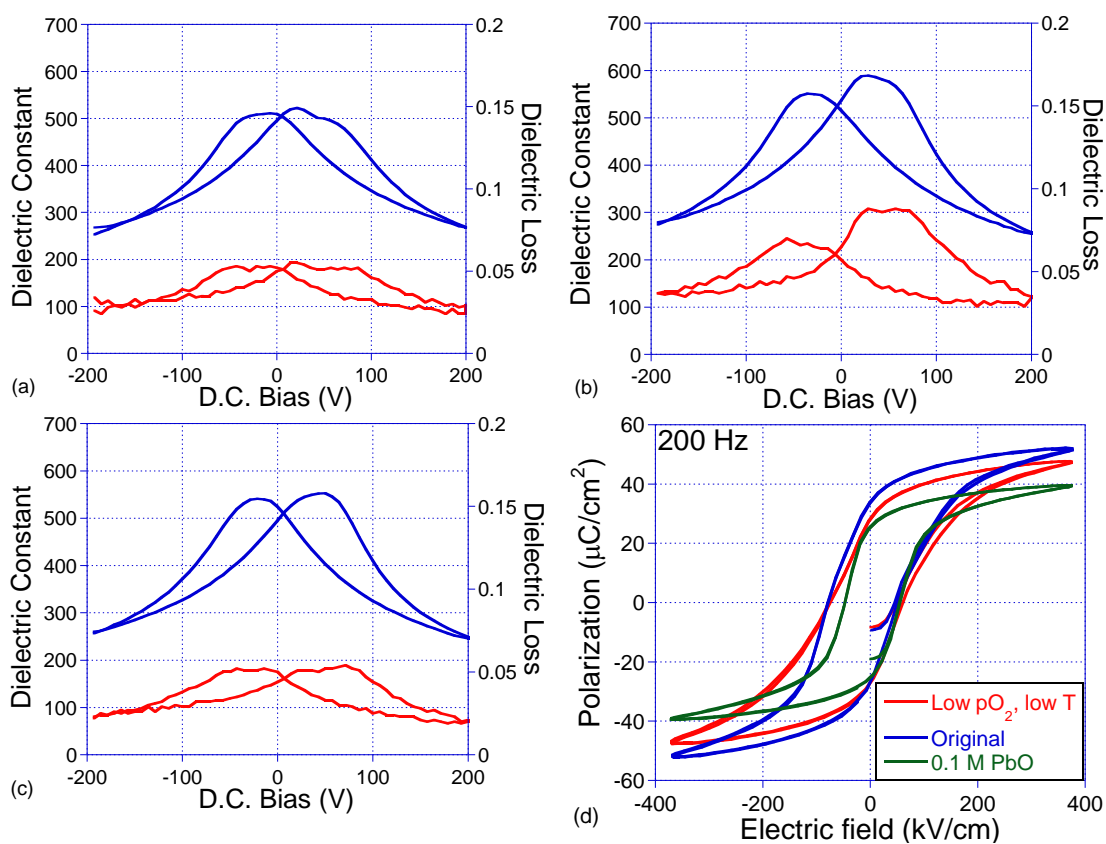 700
600
500
400
300
200
100
0
Dielectric Constant
0.2
0.15
0.1
0.05
0
Dielectric Loss
-200 -100 0 100 200
(a) D.C. Bias (V)
700
600
500
400
300
200
100
0
Dielectric Constant
0.2
0.15
0.1
0.05
0
Dielectric Loss
-200 -100 0 100 200
(b) D.C. Bias (V)
700
600
500
400
300
200
100
0
Dielectric Constant
0.2
0.15
0.1
0.05
0
Dielectric Loss
-200 -100 0 100 200
(c) D.C. Bias (V)
200 Hz
60
40
20
0
-20
-40
-60
Polarization (μC/cm²)
Low pO₂, low T
Original
0.1 M PbO
-400 -200 0 200 400
(d) Electric field (kV/cm)